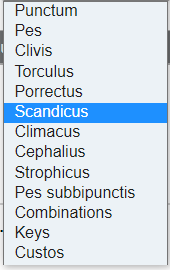 Punctum
Pes
Clivis
Torculus
Porrectus
Scandicus
Climacus
Cephalius
Strophicus
Pes subbipunctis
Combinations
Keys
Custos